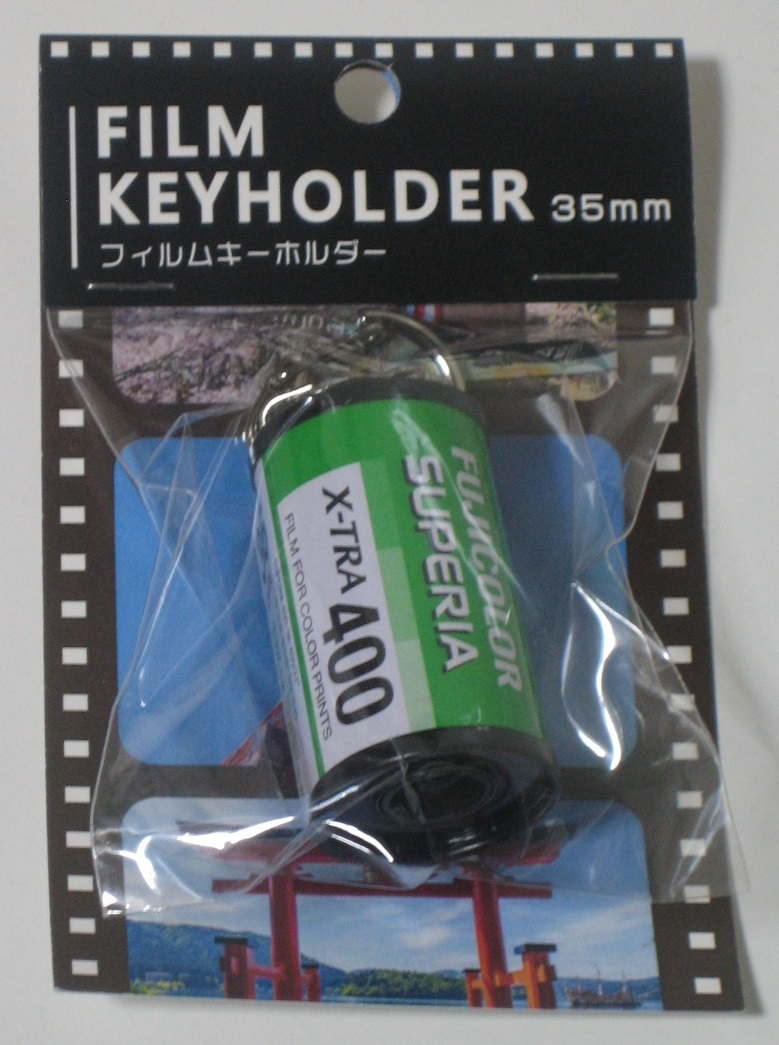 FILM
KEYHOLDER 35mm
フィルムキーホルダー
FUJICOLOR
SUPERIA
X-TRA 400
FILM FOR COLOR PRINTS